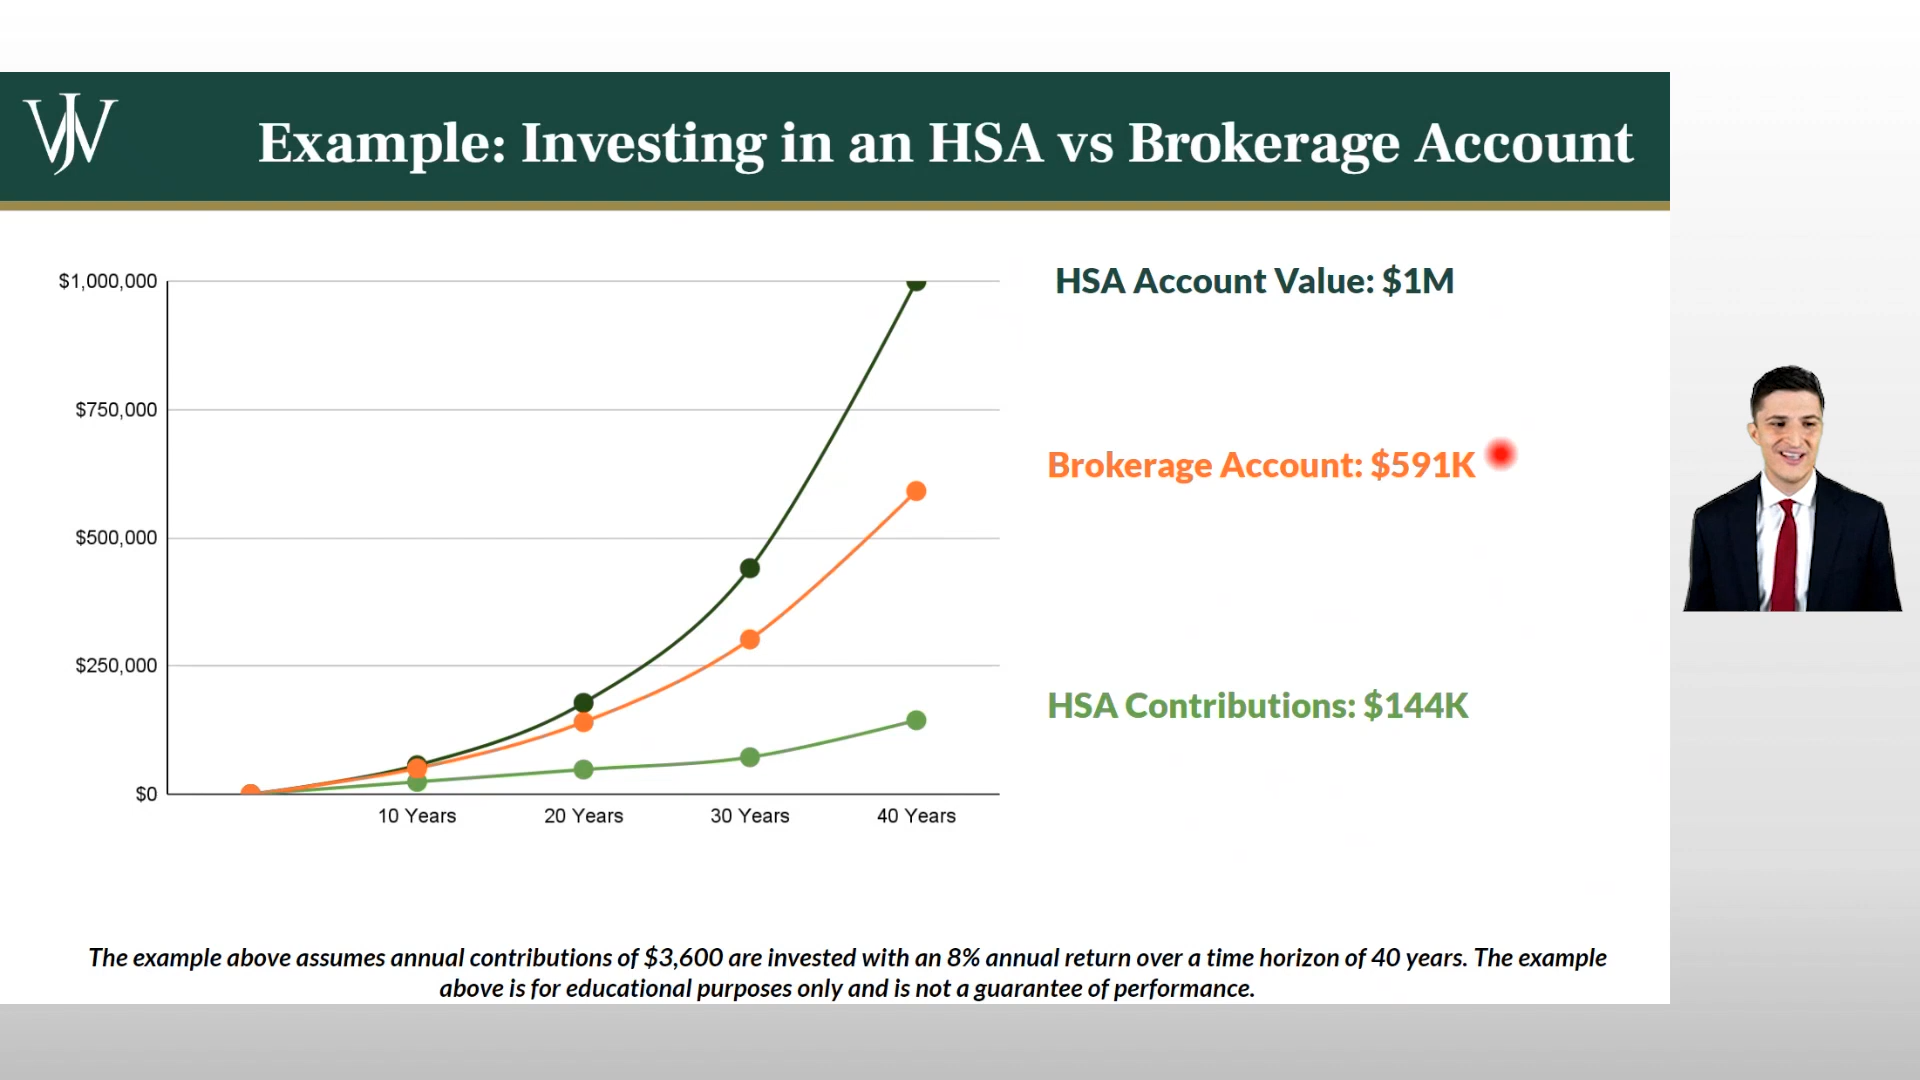 WJ
Example: Investing in an HSA vs Brokerage Account
$1,000,000
$750,000
$500,000
$250,000
$0
10 Years
20 Years
30 Years
40 Years
HSA Account Value: $1M
Brokerage Account: $591K
HSA Contributions: $144K
The example above assumes annual contributions of $3,600 are invested with an 8% annual return over a time horizon of 40 years. The example
above is for educational purposes only and is not a guarantee of performance.